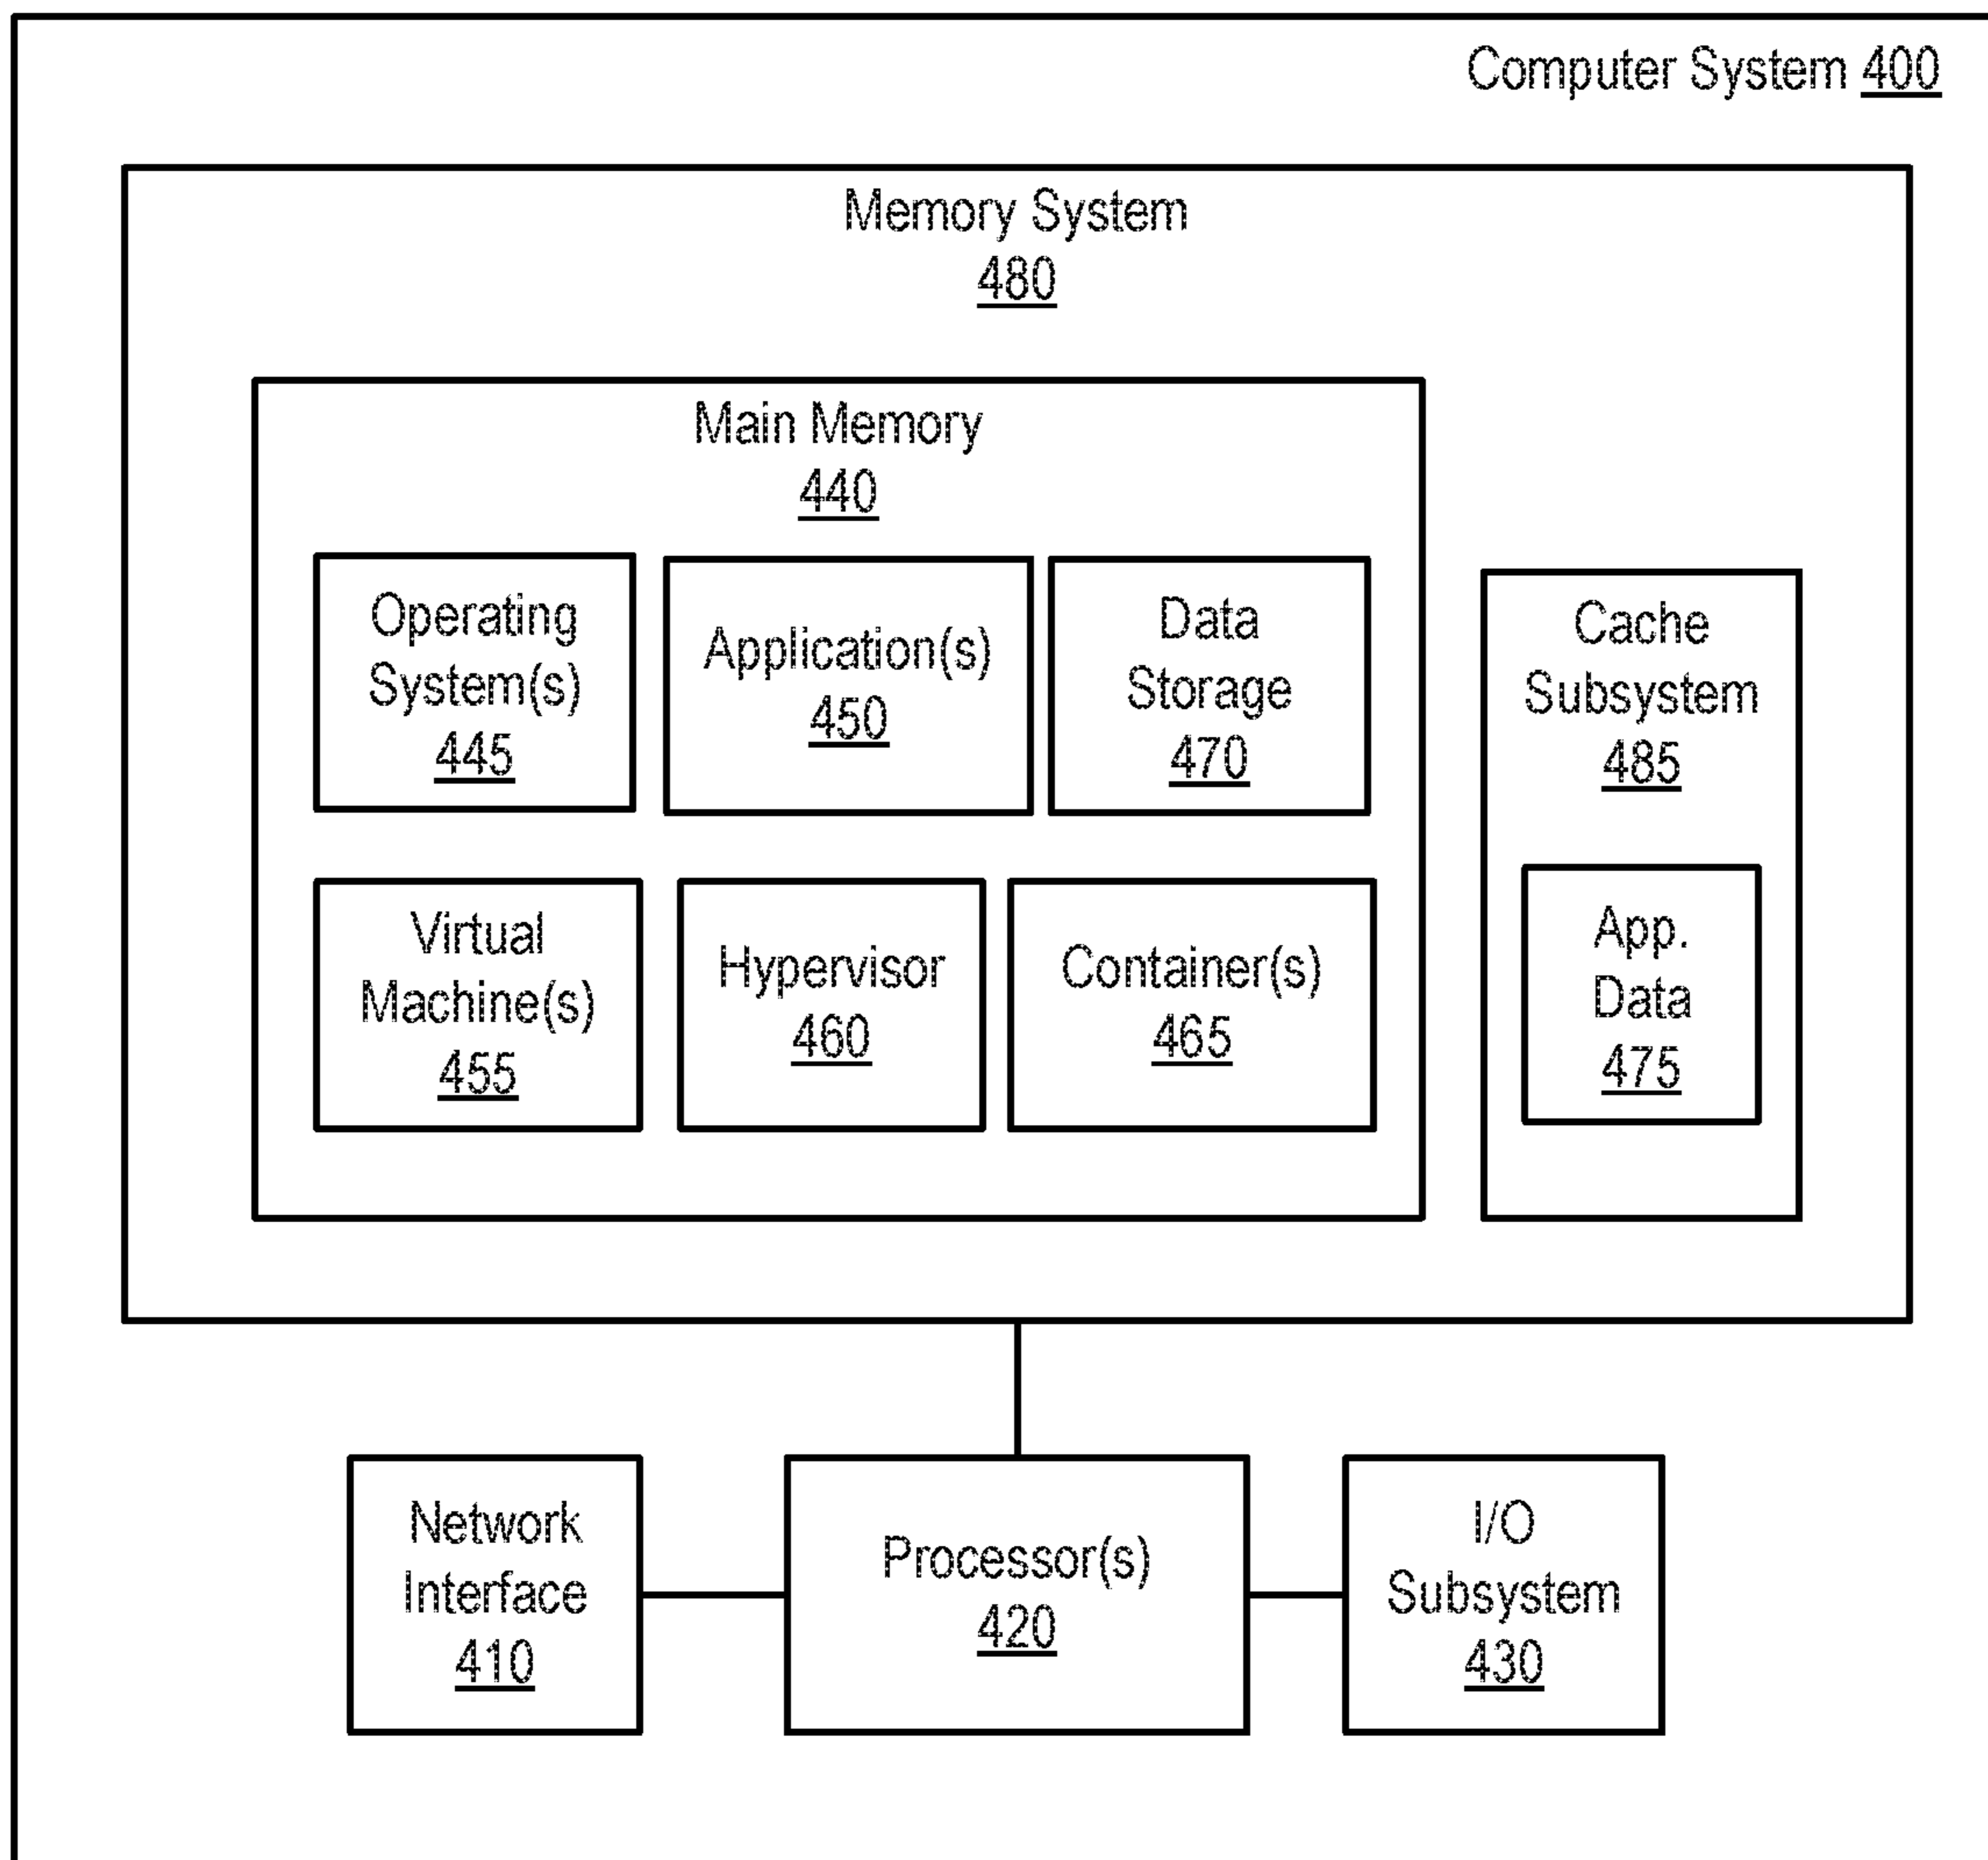 Computer System 400
Memory System
480
Main Memory
440
Operating
System(s)
445
Application(s)
450
Data
Storage
470
Cache
Subsystem
485
Virtual
Machine(s)
455
Hypervisor
460
Container(s)
465
App.
Data
475
Network
Interface
410
Processor(s)
420
I/O
Subsystem
430